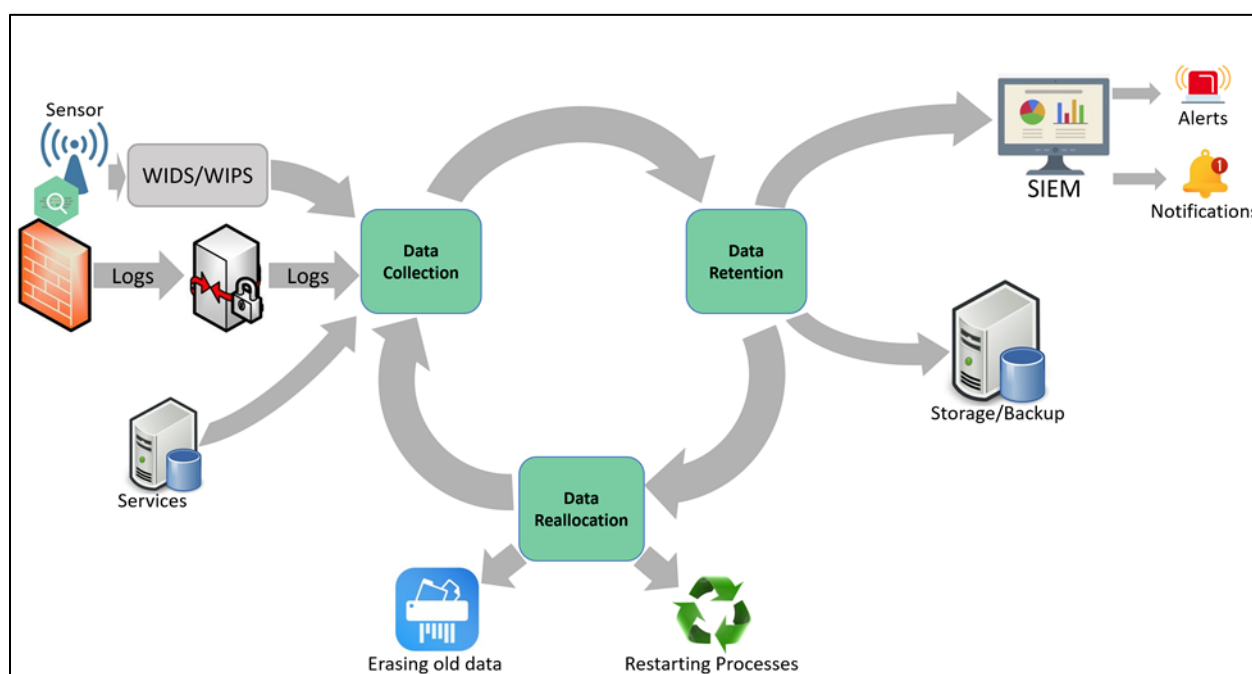 Sensor
WIDS/WIPS
Logs
Logs
Services
Data
Collection
Data
Retention
SIEM
1
Alerts
Notifications
Storage/Backup
Data
Reallocation
Erasing old data
Restarting Processes